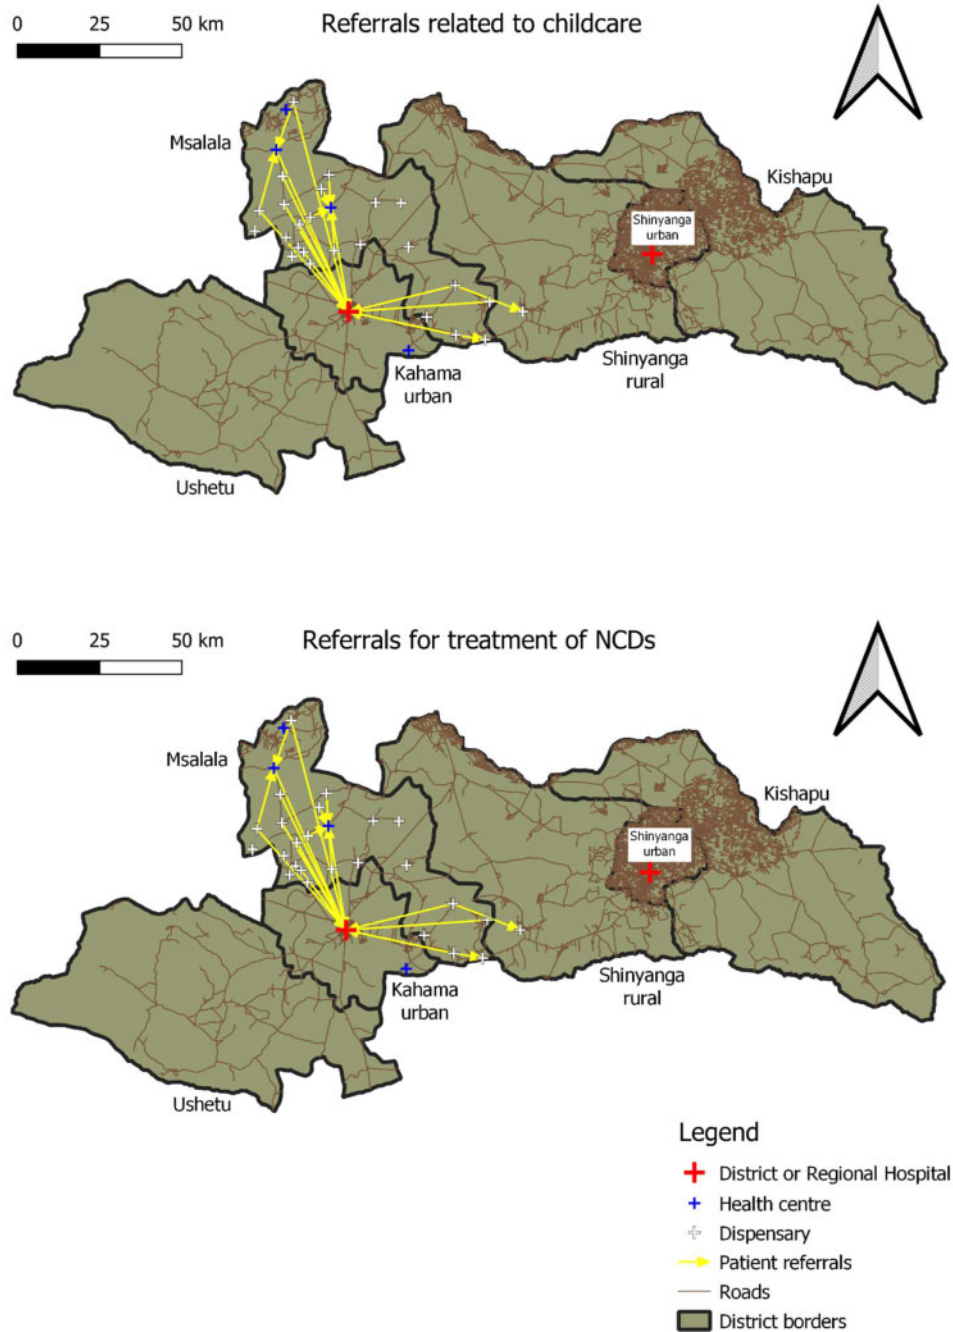 0 25 50 km
Referrals related to childcare
Msalala
Kishapu
Shinyanga
urban
Kahama
urban
Shinyanga
rural
Ushetu
0 25 50 km
Referrals for treatment of NCDs
Msalala
Kishapu
Shinyanga
urban
Kahama
urban
Shinyanga
rural
Ushetu
Legend
District or Regional Hospital
Health centre
Dispensary
Patient referrals
Roads
District borders